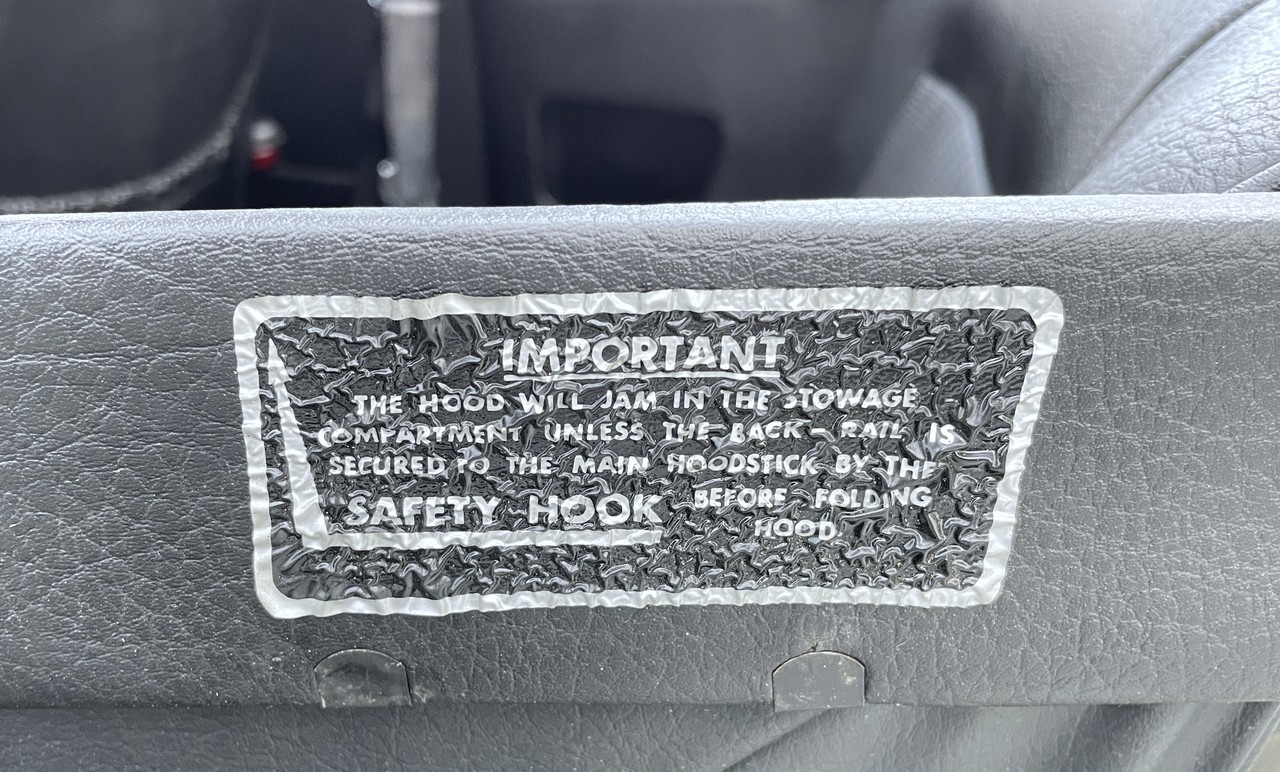 IMPORTANT
THE HOOD WILL JAM IN THE STOWAGE
COMPARTMENT UNLESS THE BACK-RAIL IS
SECURED TO THE MAIN HOODSTICK BY THE
SAFETY HOOK BEFORE FOLDING
HOOD